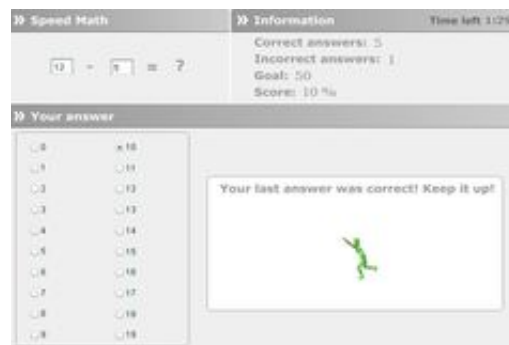 Speed Math
12 - = ?
Information
Time left 1:29
Correct answers: 5
Incorrect answers: 1
Goal: 50
Score: 10 %
Your answer
0 10
1 11
2 12
3 13
4 14
5 15
6 16
7 17
8 18
9 19
Your last answer was correct! Keep it up!